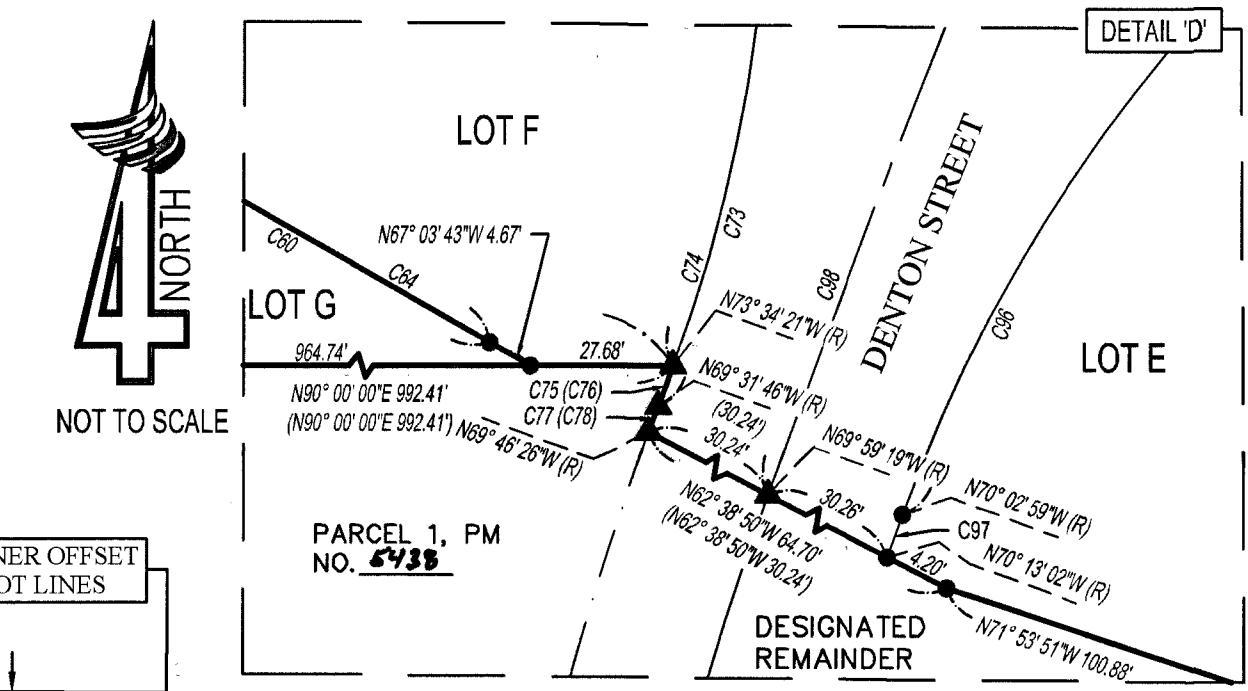 DETAIL 'D'
LOT F
NORTH
DENTON STREET
C73
N67° 03' 43"W 4.67'
C60
C74
C98
C64
N73° 34' 21"W (R)
C96
LOT G
LOT E
964.74'
27.68'
N69° 31' 46"W (R)
N90° 00' 00"E 992.41'
C75 (C76)
(30.24')
NOT TO SCALE
(N90° 00' 00"E 992.41')
C77 (C78)
30.24'
N69° 46' 26"W (R)
N69° 59' 19"W (R)
30.26'
N70° 02' 59"W (R)
N62° 38' 50"W 64.70'
(N62° 38' 50"W 30.24')
C97
PARCEL 1, PM
NO. 5438
4.20'
N70° 13' 02"W (R)
NER OFFSET
OT LINES
DESIGNATED
REMAINDER
N71° 53' 51"W 100.88'